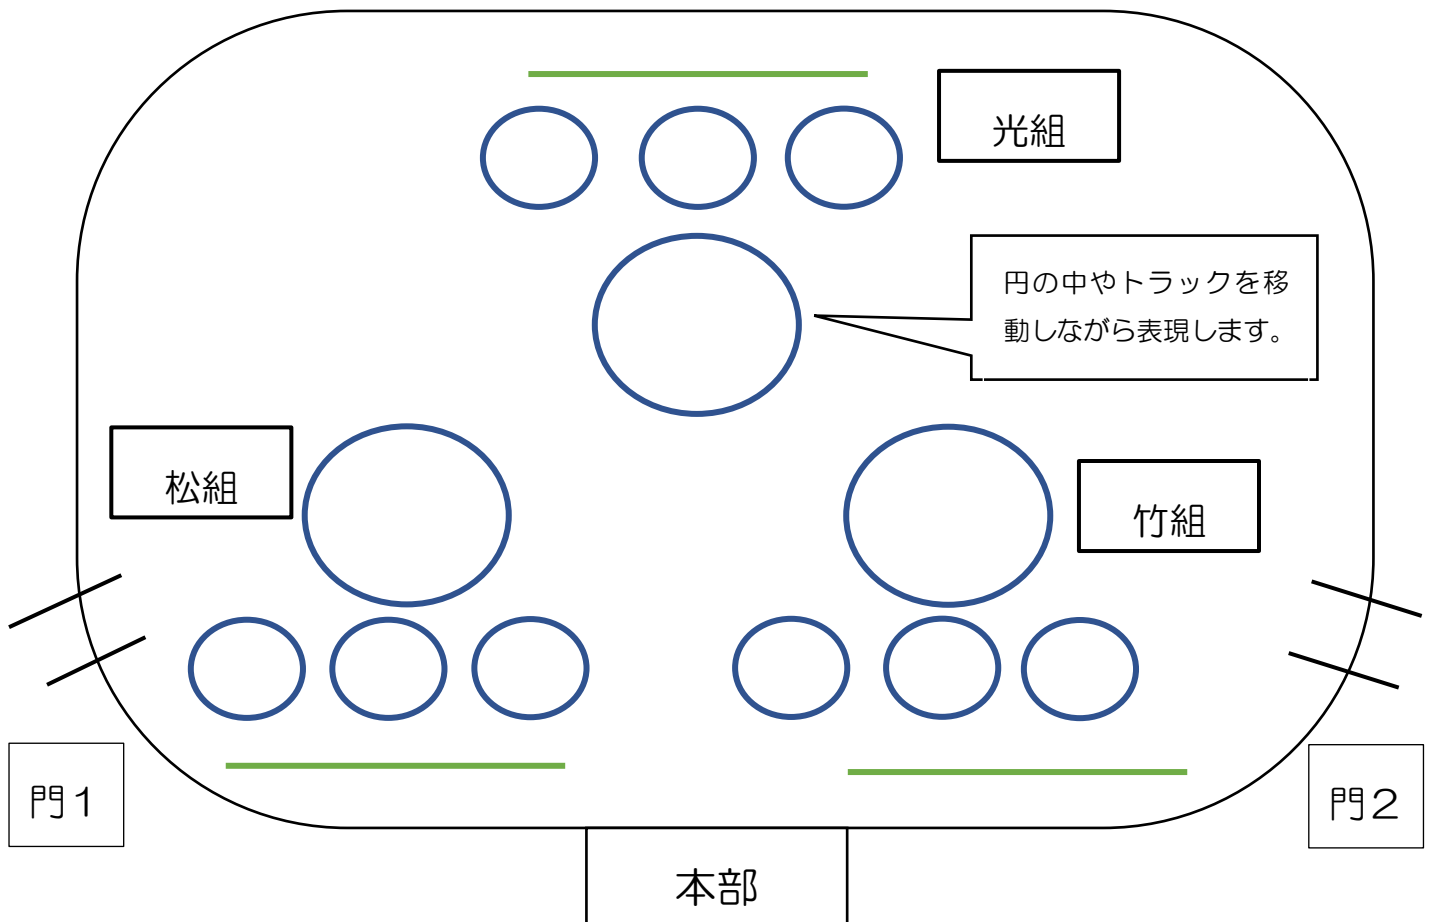 光組
円の中やトラックを移
動しながら表現します。
松組
竹組
門１
門２
本部